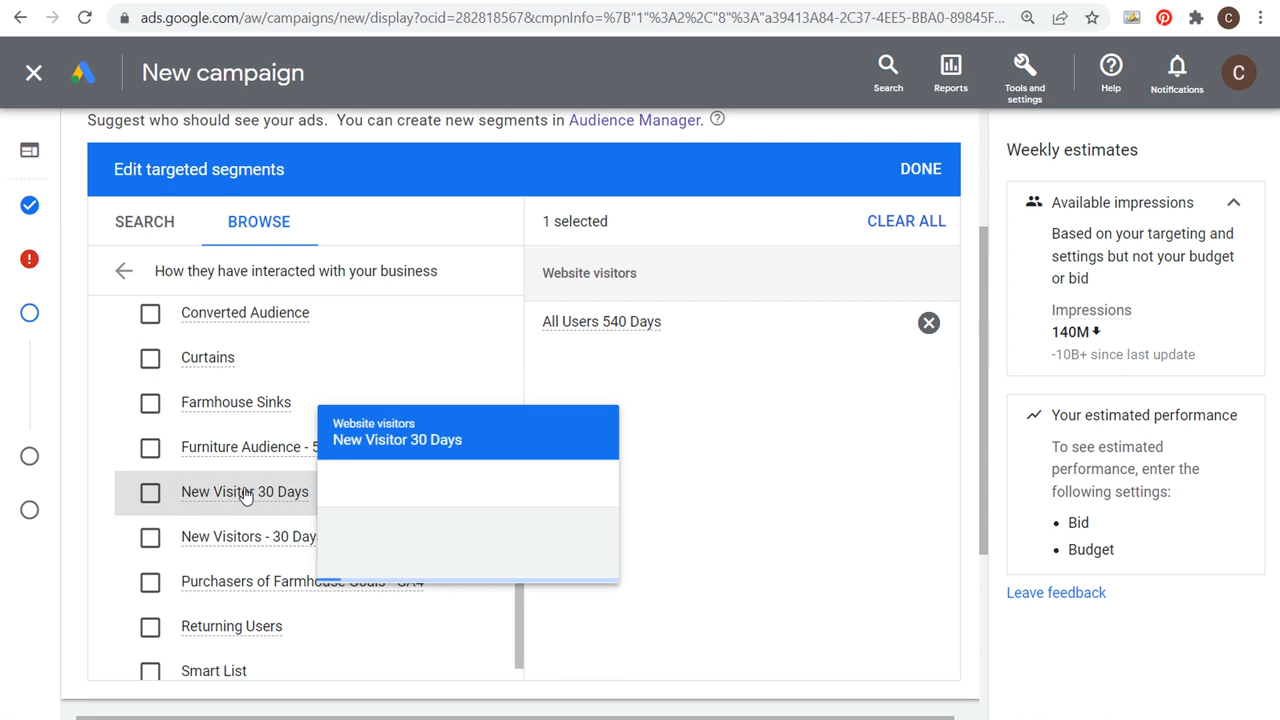 ads.google.com/aw/campaigns/new/display?ocid=282818567&cmpnInfo=%7B"1"%3A2%2C"8"%3A"a39413A84-2C37-4EE5-BBA0-89845F...
C
New campaign
Search
Reports
Tools and
settings
Help
Notifications
C
Suggest who should see your ads. You can create new segments in Audience Manager.
Edit targeted segments
DONE
SEARCH
BROWSE
1 selected
CLEAR ALL
How they have interacted with your business
Website visitors
Converted Audience
All Users 540 Days
Curtains
Farmhouse Sinks
Furniture Audience - 5
Website visitors
New Visitor 30 Days
New Visitor 30 Days
New Visitors - 30 Day
Purchasers of Farmhouse Goals - GA4
Returning Users
Smart List
Weekly estimates
Available impressions
Based on your targeting and
settings but not your budget
or bid
Impressions
140M
-10B+ since last update
Your estimated performance
To see estimated
performance, enter the
following settings:
• Bid
• Budget
Leave feedback